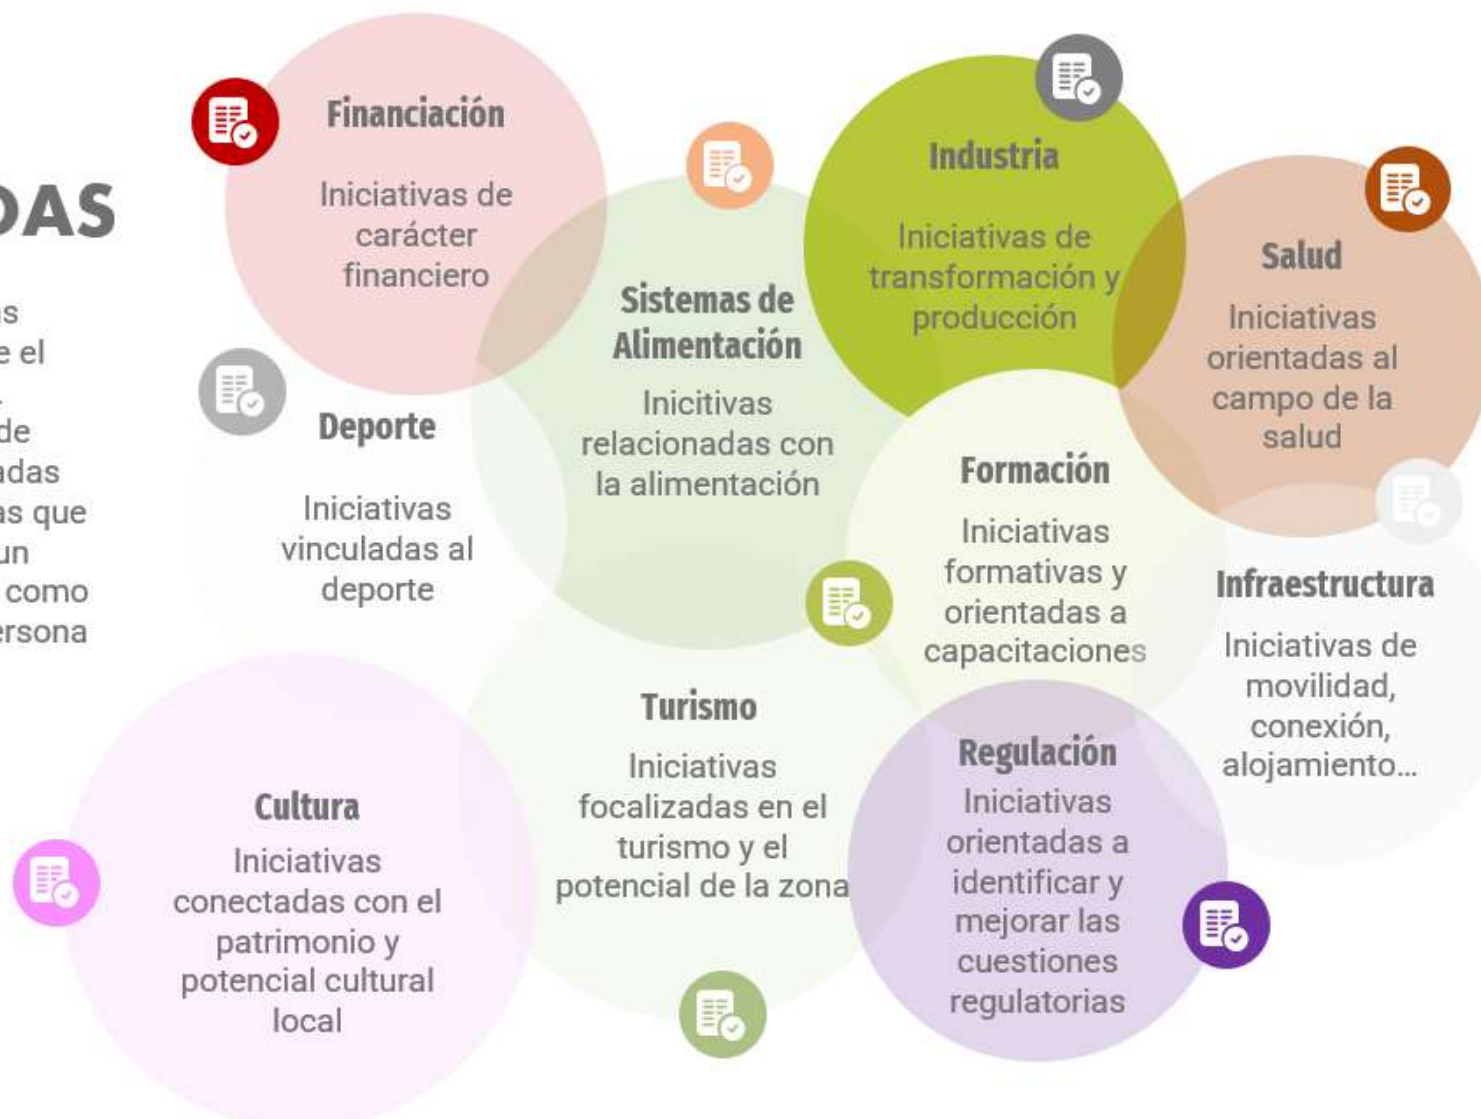 DAS
s
e el
de
adas
as que
un
como
ersona
Financiación
Iniciativas de
carácter
financiero
Industria
Iniciativas de
transformación y
producción
Salud
Iniciativas
orientadas al
campo de la
salud
Sistemas de
Alimentación
Inicitivas
relacionadas con
la alimentación
Deporte
Iniciativas
vinculadas al
deporte
Formación
Iniciativas
formativas y
orientadas a
capacitaciones
Infraestructura
Iniciativas de
movilidad,
conexión,
alojamiento...
Turismo
Iniciativas
focalizadas en el
turismo y el
potencial de la zona
Regulación
Iniciativas
orientadas a
identificar y
mejorar las
cuestiones
regulatorias
Cultura
Iniciativas
conectadas con el
patrimonio y
potencial cultural
local